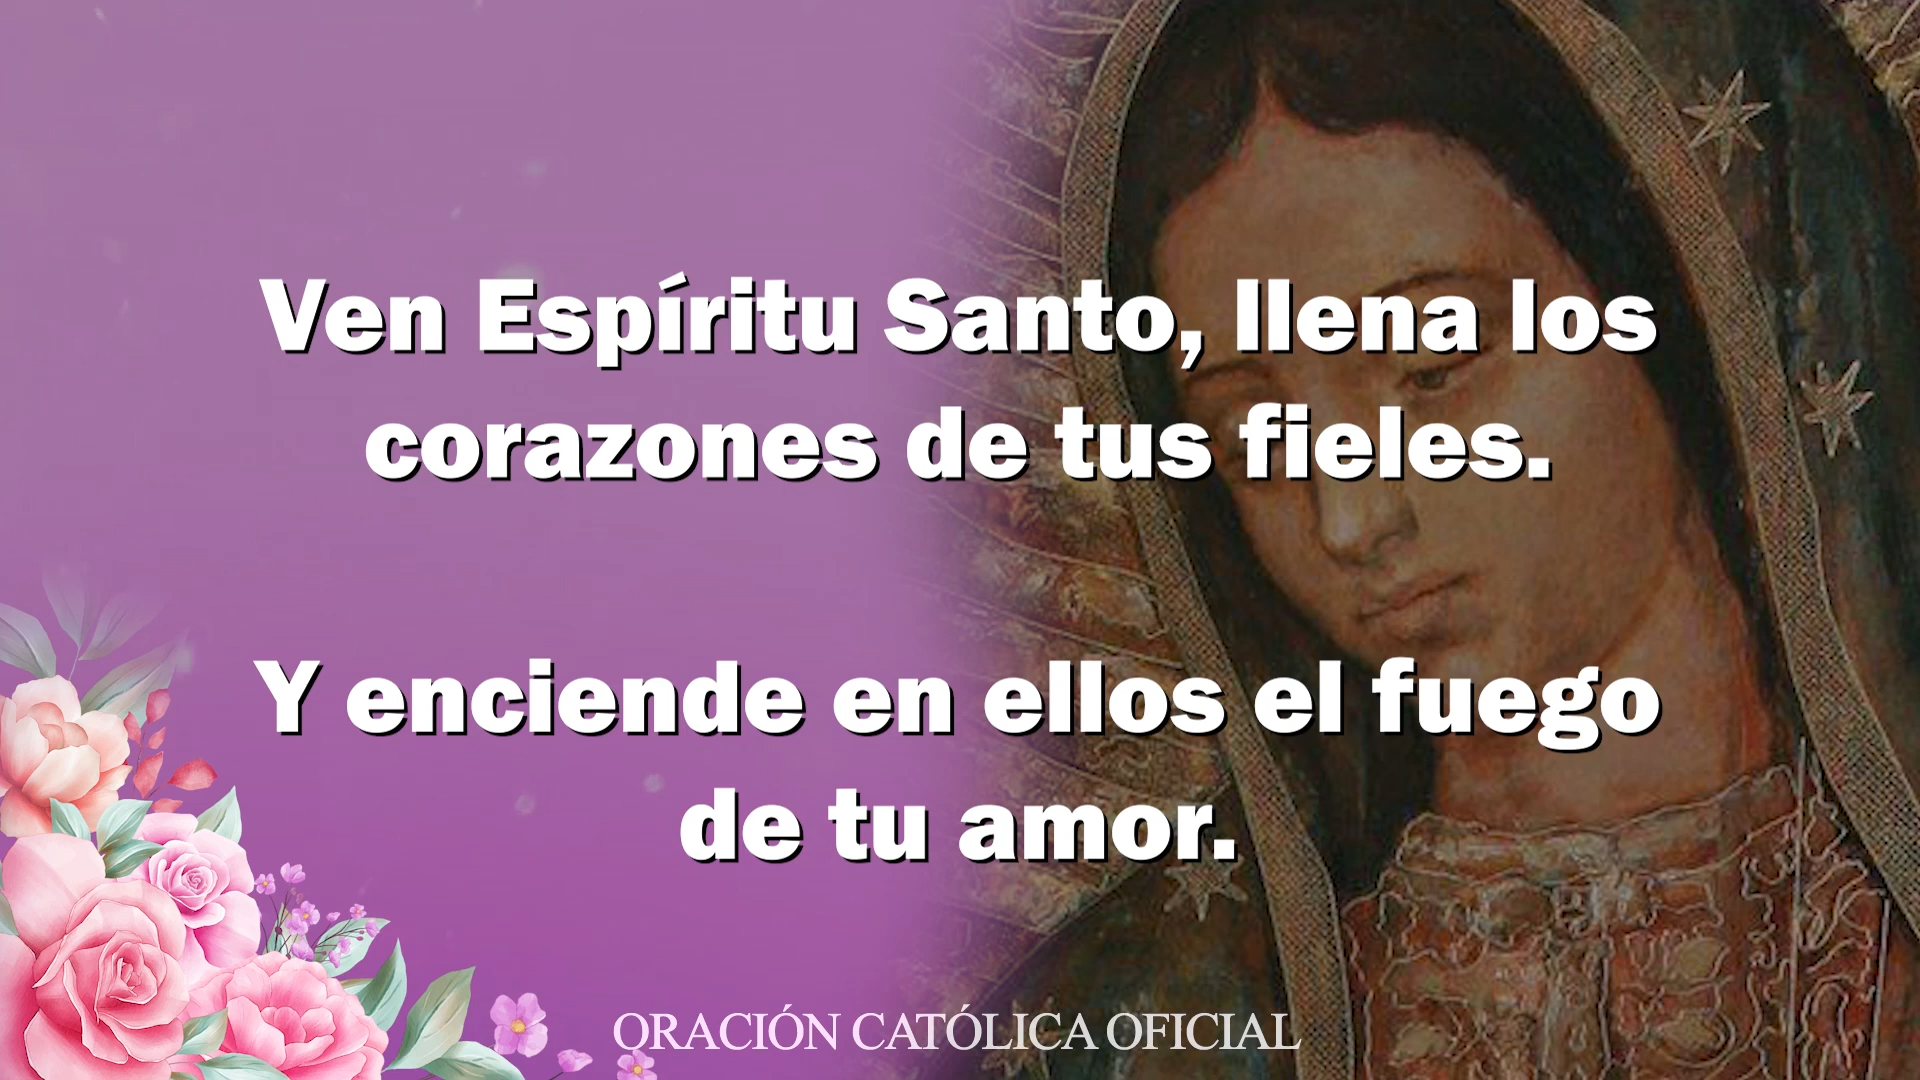 Ven Espíritu Santo, llena los
corazones de tus fieles.
Y enciende en ellos el fuego
de tu amor.
ORACIÓN CATÓLICA OFICIAL